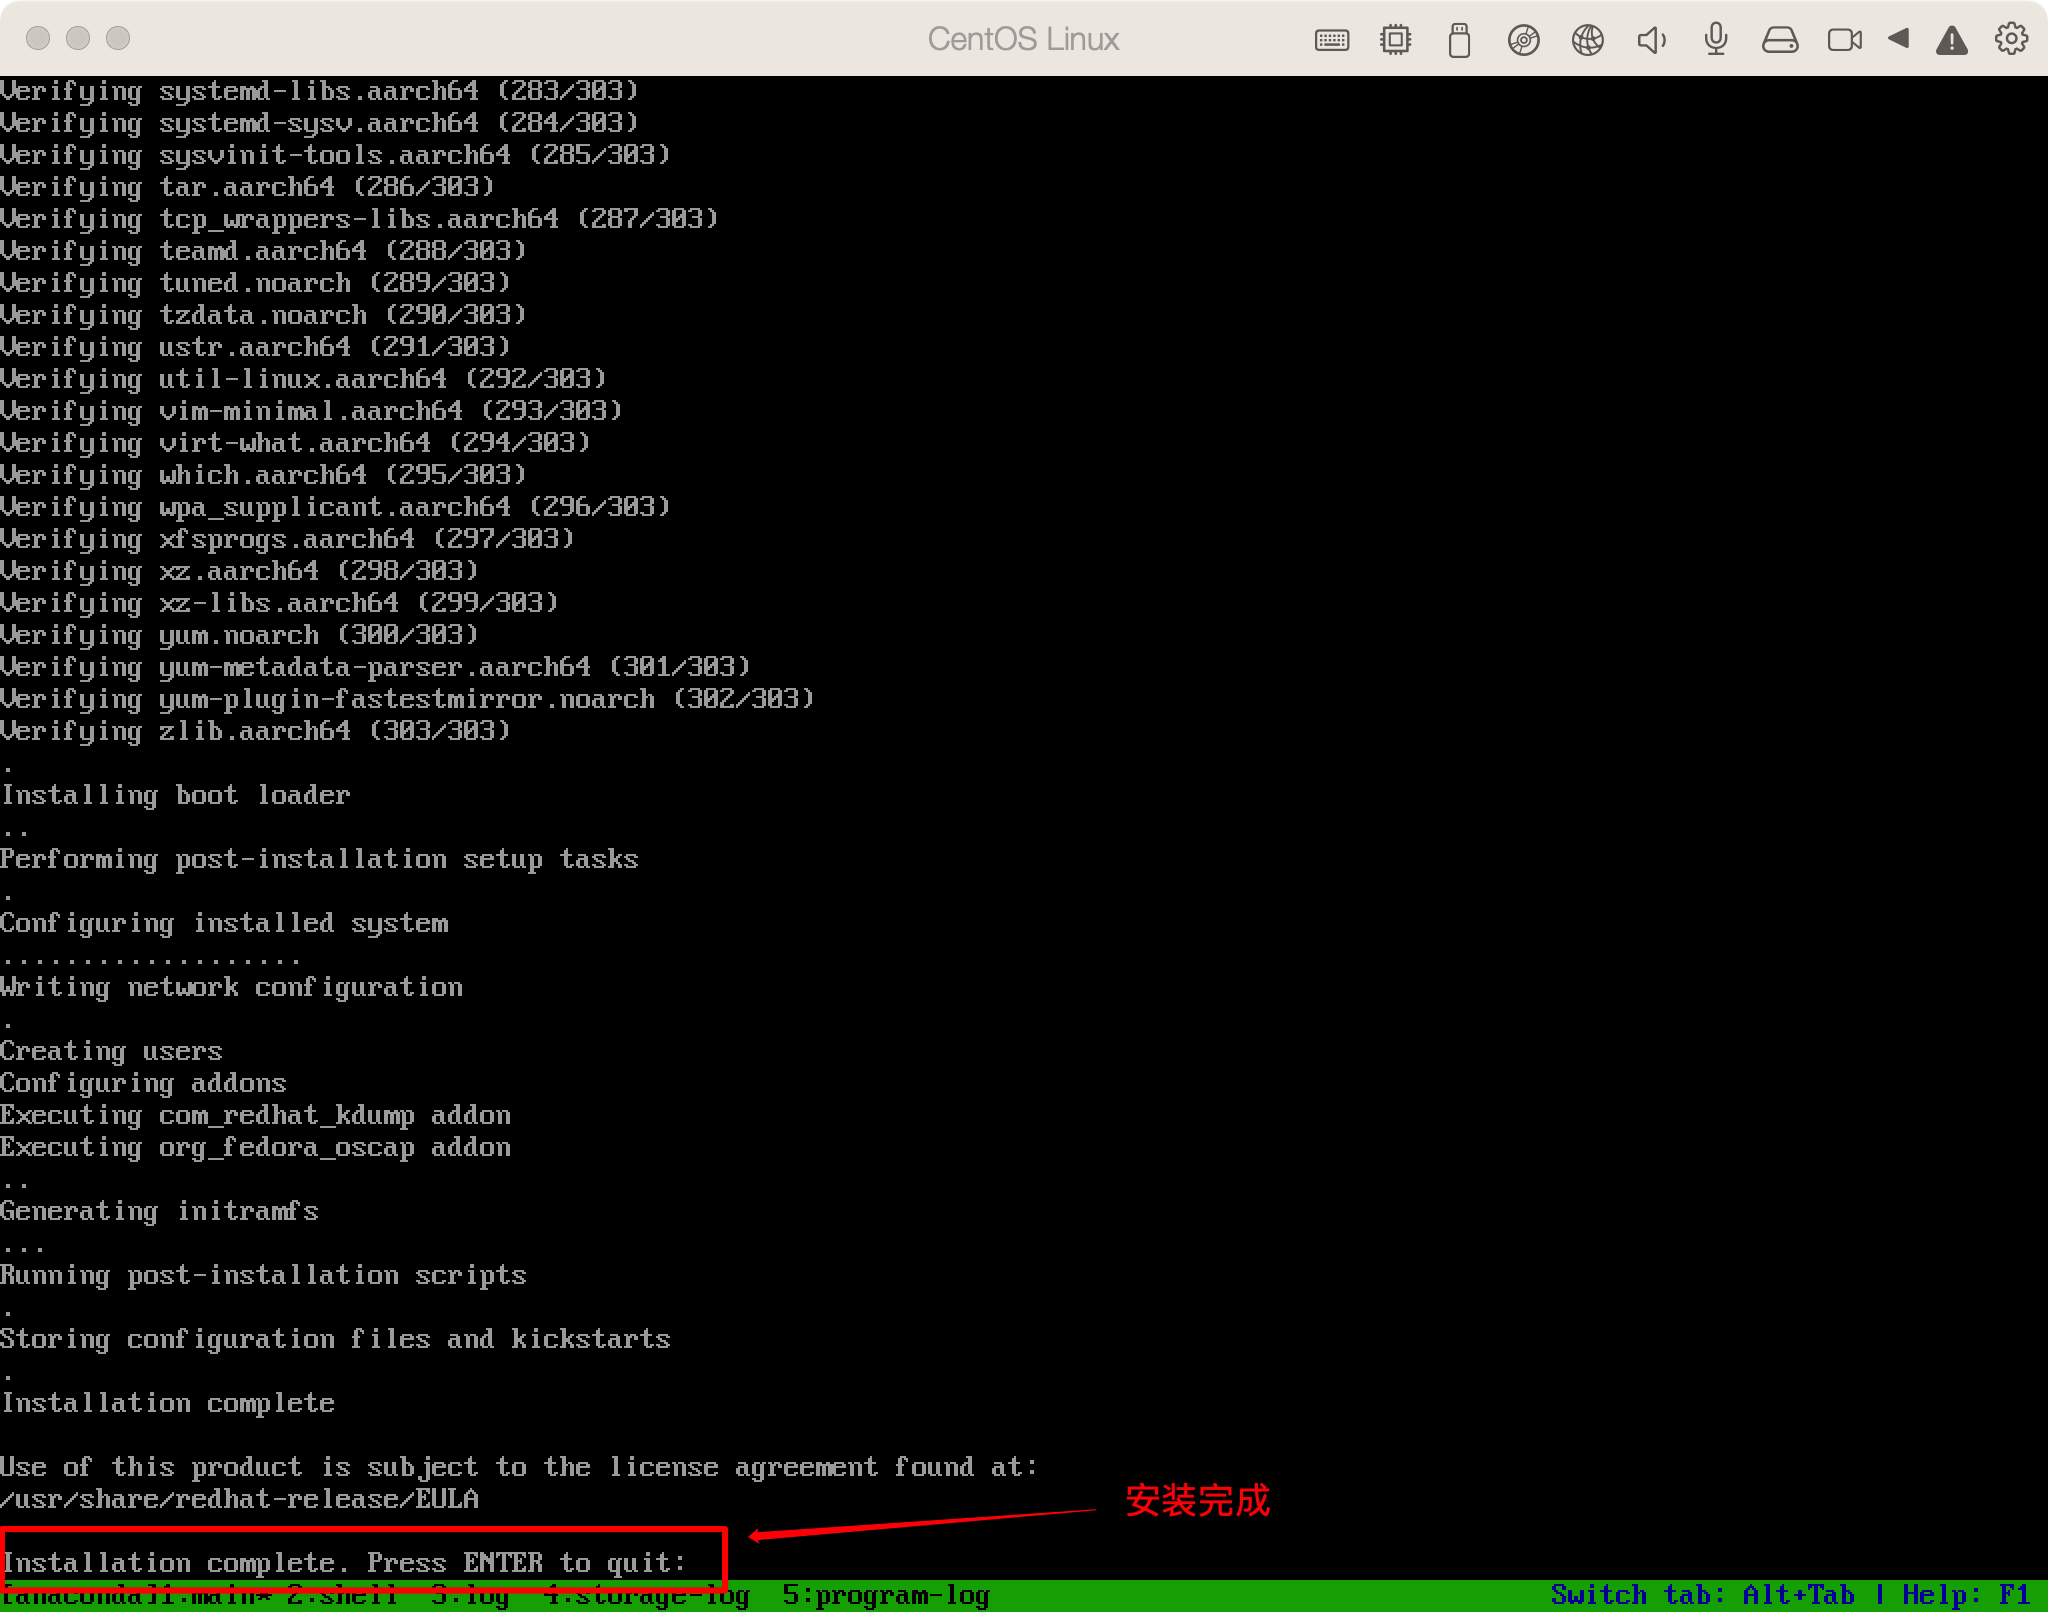 CentOS Linux
Verifying systemd-libs.aarch64 (283/303)
Verifying systemd-sysv.aarch64 (284/303)
Verifying sysvinit-tools.aarch64 (285/303)
Verifying tar.aarch64 (286/303)
Verifying tcp_wrappers-libs.aarch64 (287/303)
Verifying teamd.aarch64 (288/303)
Verifying tuned.noarch (289/303)
Verifying tzdata.noarch (290/303)
Verifying ustr.aarch64 (291/303)
Verifying util-linux.aarch64 (292/303)
Verifying vim-minimal.aarch64 (293/303)
Verifying virt-what.aarch64 (294/303)
Verifying which.aarch64 (295/303)
Verifying wpa_supplicant.aarch64 (296/303)
Verifying xfsprogs.aarch64 (297/303)
Verifying xz.aarch64 (298/303)
Verifying xz-libs.aarch64 (299/303)
Verifying yum.noarch (300/303)
Verifying yum-metadata-parser.aarch64 (301/303)
Verifying yum-plugin-fastestmirror.noarch (302/303)
Verifying zlib.aarch64 (303/303)
.
Installing boot loader
..
Performing post-installation setup tasks
.
Configuring installed system
...................
Writing network configuration
.
Creating users
Configuring addons
Executing com_redhat_kdump addon
Executing org_fedora_oscap addon
..
Generating initramfs
...
Running post-installation scripts
.
Storing configuration files and kickstarts
.
Installation complete
Use of this product is subject to the license agreement found at:
/usr/share/redhat-release/EULA
安装完成
Installation complete. Press ENTER to quit:
[anaconda]1:main* 2:shell  3:log  4:storage-log  5:program-log
Switch tab: Alt+Tab | Help: F1